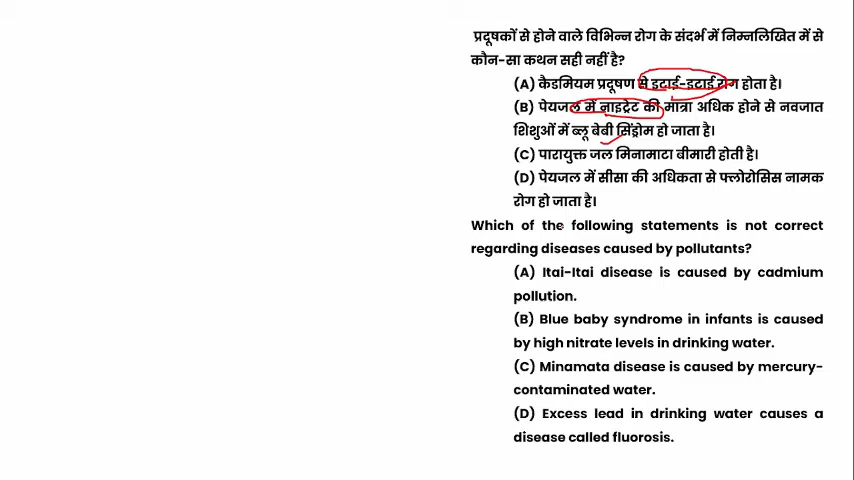 प्रदूषकों से होने वाले विभिन्न रोग के संदर्भ में निम्नलिखित में से
कौन-सा कथन सही नहीं है?
(A) कैडमियम प्रदूषण से इटाई-इटाई रोग होता है।
(B) पेयजल में नाइट्रेट की मात्रा अधिक होने से नवजात
शिशुओं में ब्लू बेबी सिंड्रोम हो जाता है।
(C) पारायुक्त जल मिनामाटा बीमारी होती है।
(D) पेयजल में सीसा की अधिकता से फ्लोरोसिस नामक
रोग हो जाता है।
Which of the following statements is not correct
regarding diseases caused by pollutants?
(A) Itai-Itai disease is caused by cadmium
pollution.
(B) Blue baby syndrome in infants is caused
by high nitrate levels in drinking water.
(C) Minamata disease is caused by mercury-
contaminated water.
(D) Excess lead in drinking water causes a
disease called fluorosis.